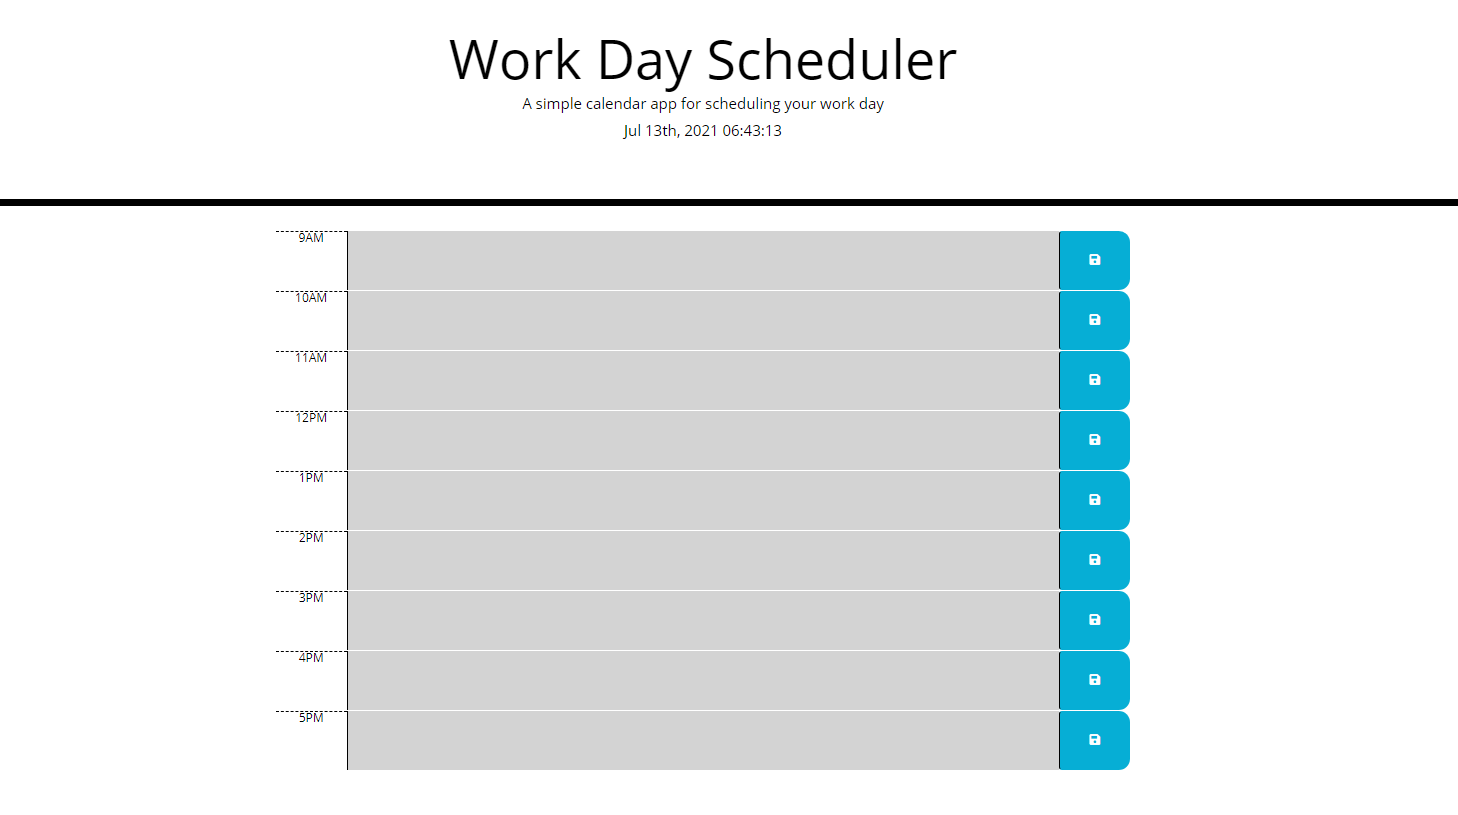 Work Day Scheduler
A simple calendar app for scheduling your work day
Jul 13th, 2021 06:43:13
9AM
10AM
11AM
12PM
1PM
2PM
3PM
4PM
5PM